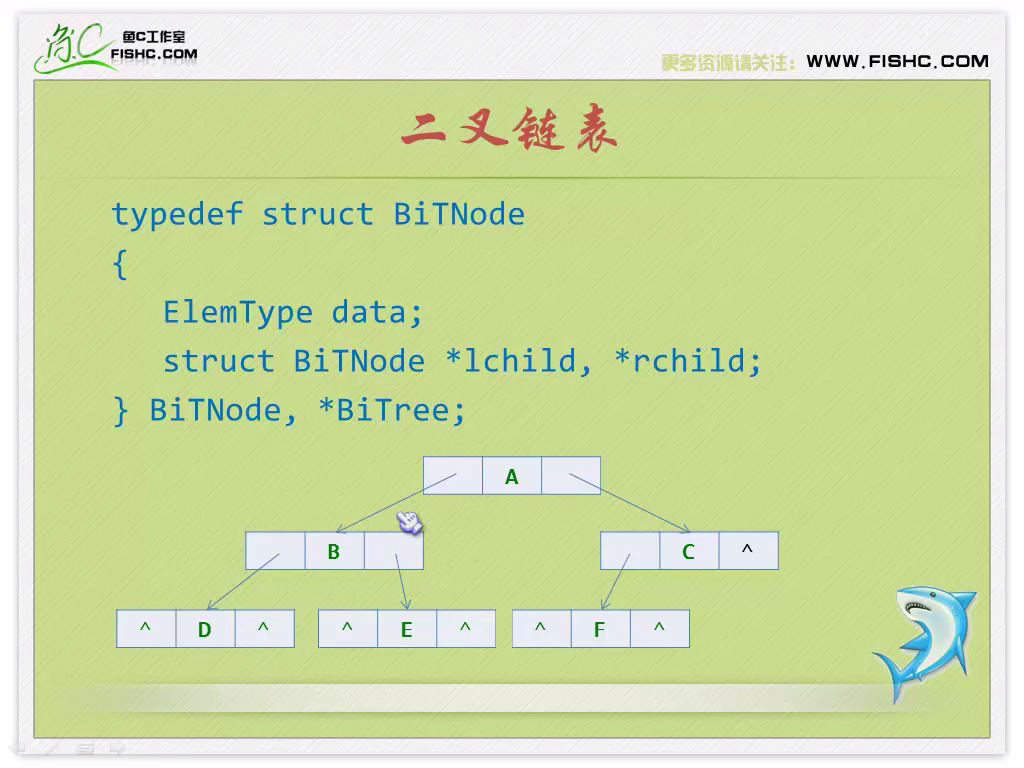 鱼C工作室
FISHC.COM
更多资源请关注：WWW.FISHC.COM
二叉链表
typedef struct BiTNode
{
ElemType data;
struct BiTNode *lchild, *rchild;
} BiTNode, *BiTree;
A
B C ^
^ D ^ ^ E ^ ^ F ^